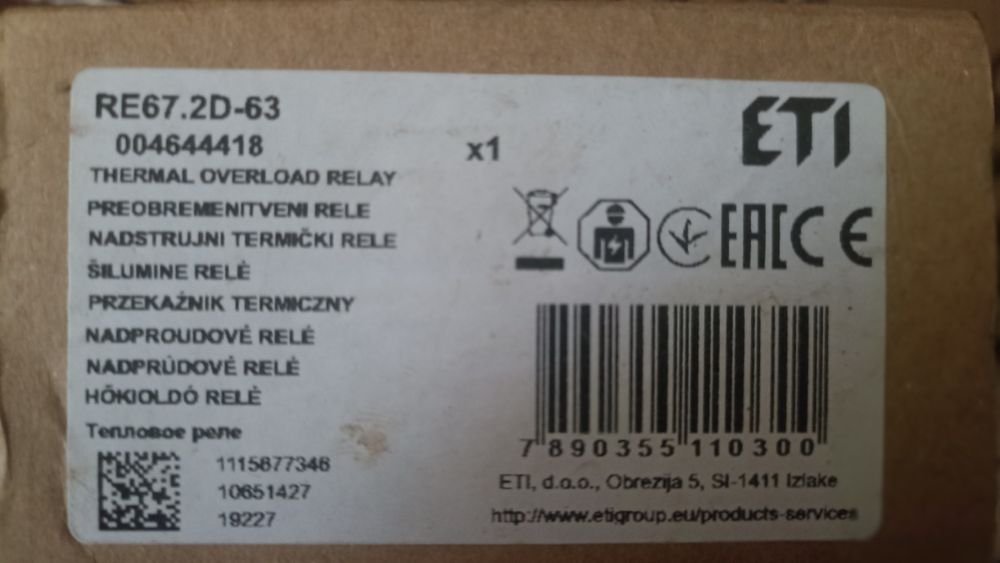 RE67.2D-63
004644418
x1
ETI
THERMAL OVERLOAD RELAY
PREOBREMENITVENI RELE
NADSTRUJNI TERMIČKI RELE
ŠILUMINE RELĖ
PRZEKAŹNIK TERMICZNY
NADPROUDOVÉ RELÉ
NADPRÚDOVÉ RELÉ
HŐKIOLDÓ RELÉ
Тепловое реле
EAC CE
7 890355 110300
1115677346
10651427
19227
ETI, d.o.o., Obrezija 5, SI-1411 Izlake
http://www.etigroup.eu/products-services